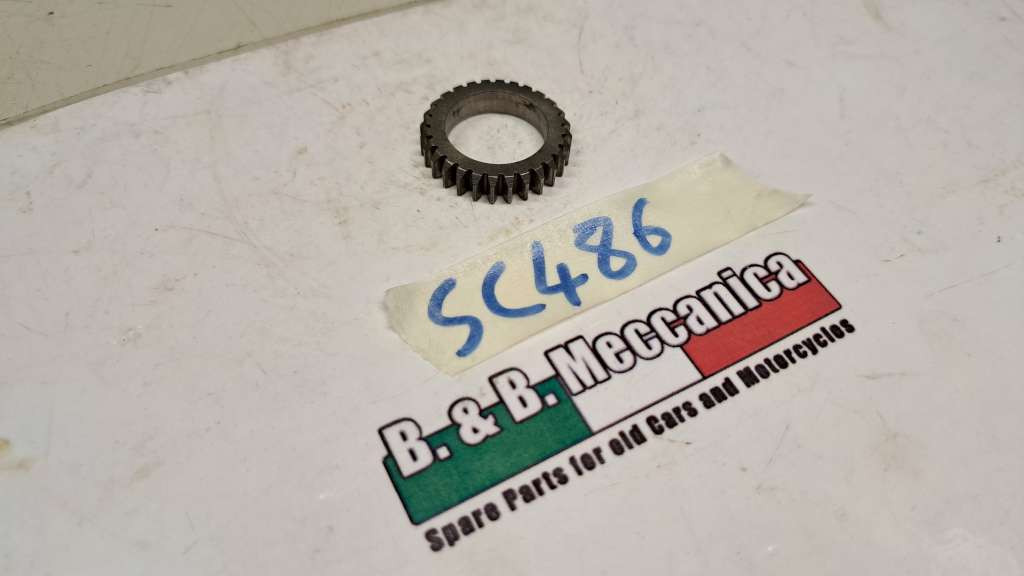 SC486
B. & B. Meccanica
Spare Parts for old Cars and Motorcycles